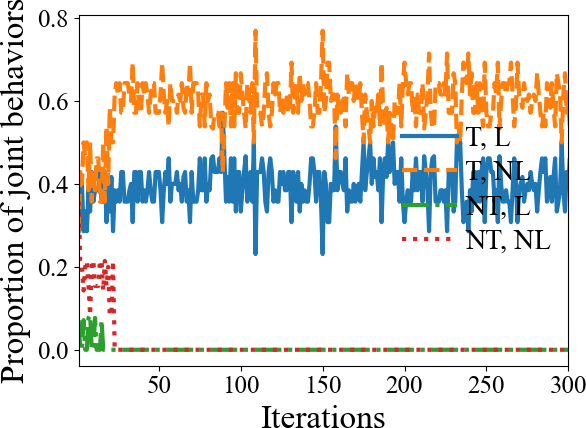 Proportion of joint behaviors
0.8
0.6
0.4
0.2
0.0
T, L
T, NL
NT, L
NT, NL
50 100 150 200 250 300
Iterations